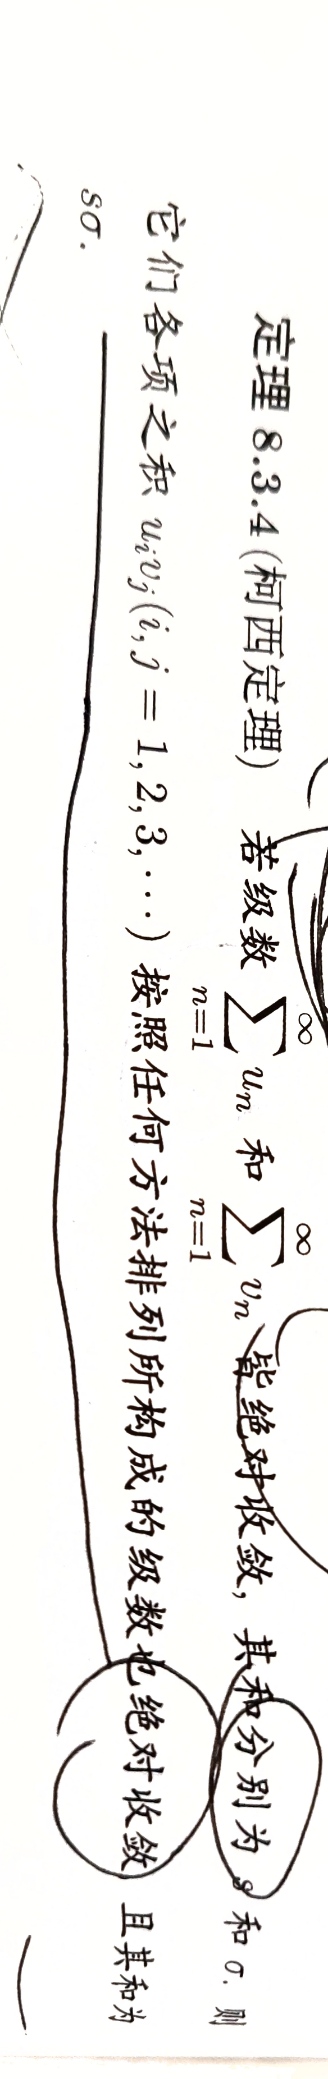 定理 8.3.4(柯西定理) 若级数 $\sum_{n=1}^{\infty} u_n$ 和 $\sum_{n=1}^{\infty} v_n$ 皆绝对收敛, 其和分别为 s 和 σ. 则
它们各项之积 $u_i v_j (i, j = 1, 2, 3, \cdots)$ 按照任何方法排列所构成的级数也绝对收敛, 且其和为
sσ.